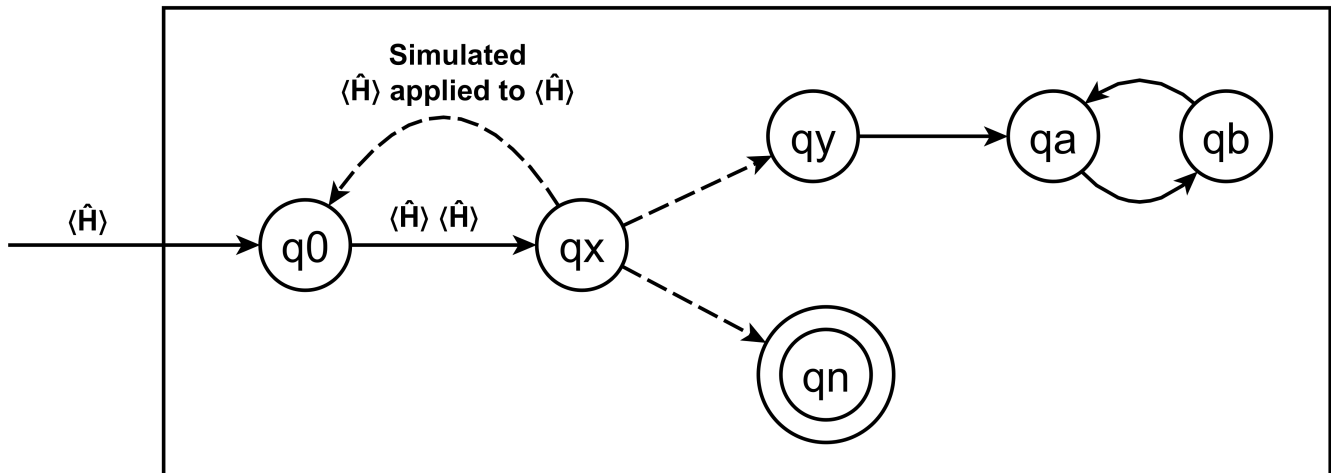 Simulated
⟨Ĥ⟩ applied to ⟨Ĥ⟩
qy
qa
qb
⟨Ĥ⟩
⟨Ĥ⟩ ⟨Ĥ⟩
q0
qx
qn